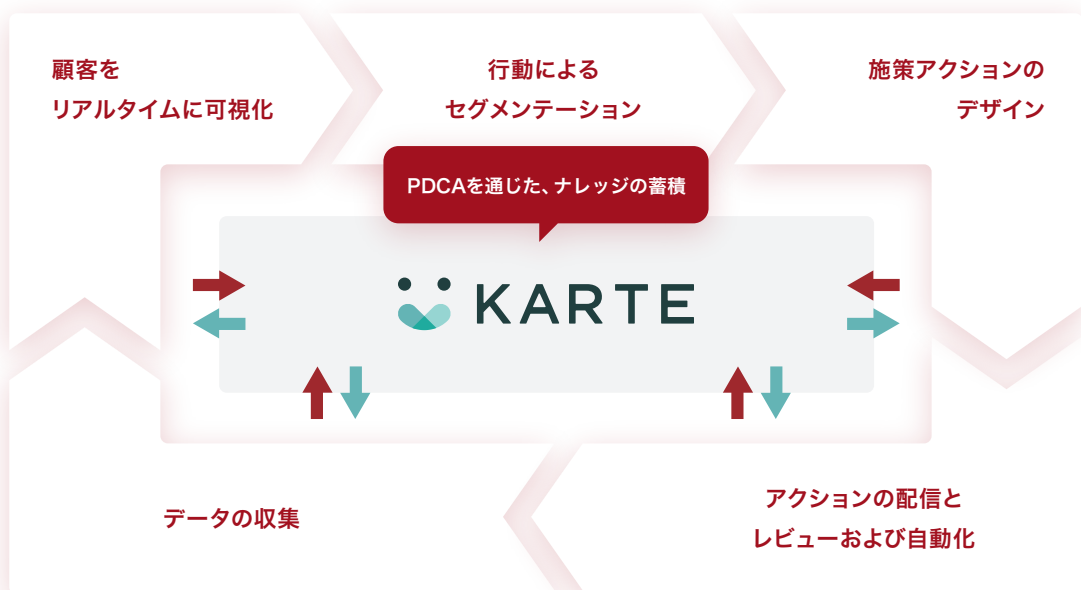 顧客を
リアルタイムに可視化
行動による
セグメンテーション
施策アクションの
デザイン
PDCAを通じた、ナレッジの蓄積
KARTE
データの収集
アクションの配信と
レビューおよび自動化